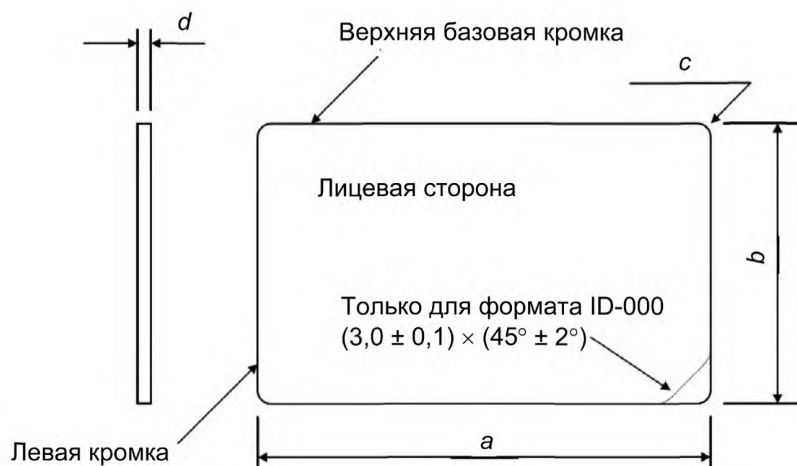 d
Верхняя базовая кромка
c
Лицевая сторона
b
Только для формата ID-000
(3,0 ± 0,1) × (45° ± 2°)
a
Левая кромка